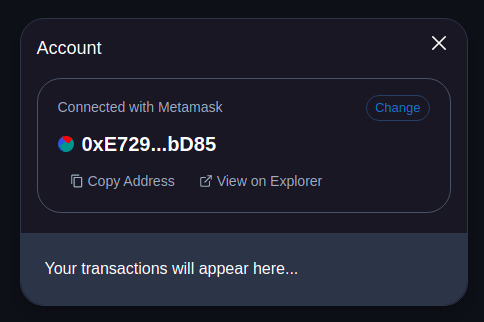 Account
Connected with Metamask
Change
0xE729...bD85
Copy Address
View on Explorer
Your transactions will appear here...